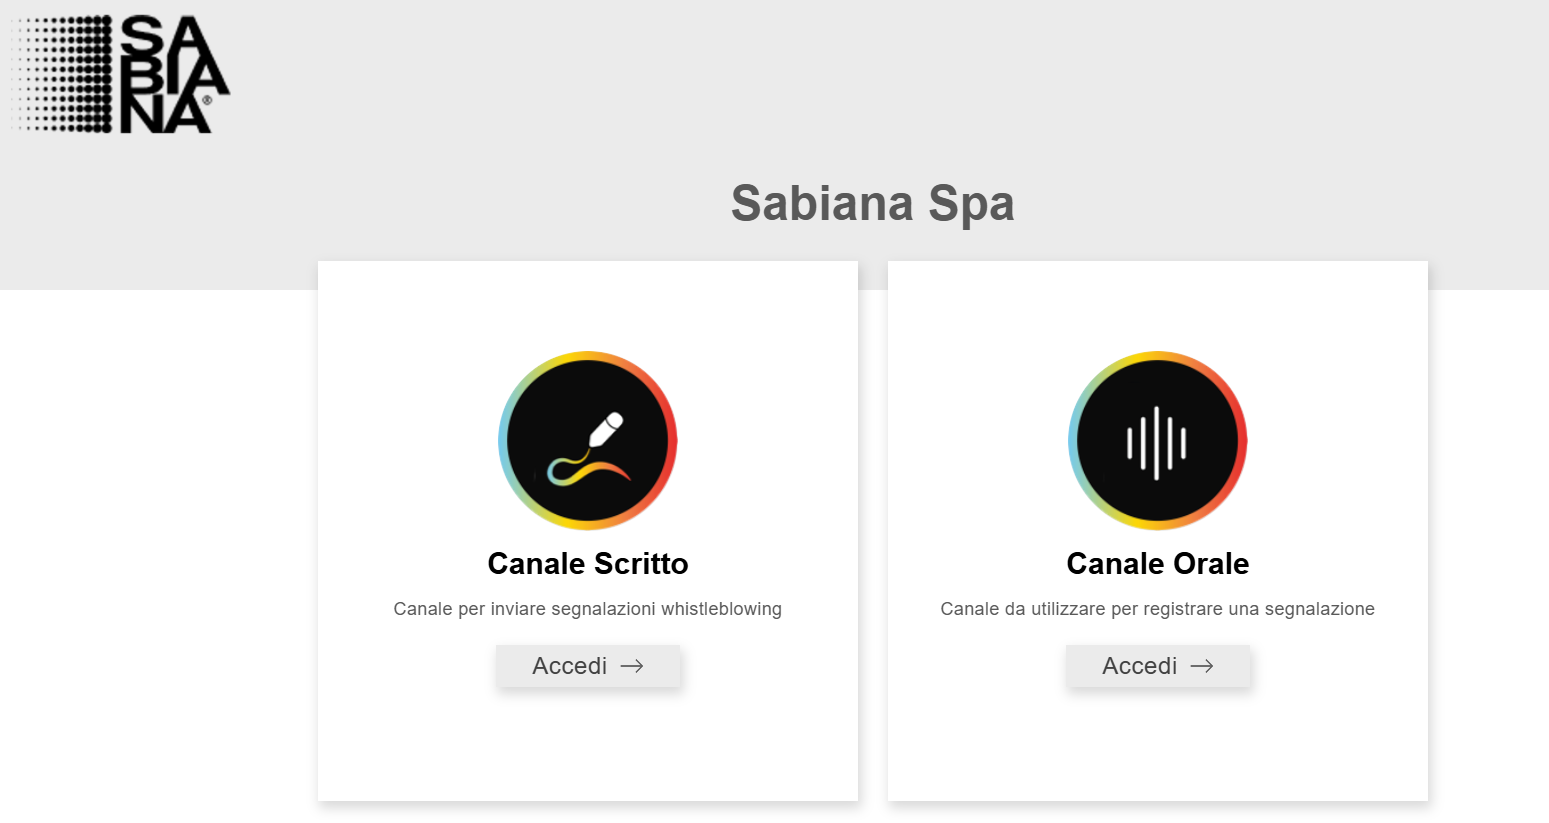 SA
BIA
NA®
Sabiana Spa
Canale Scritto
Canale per inviare segnalazioni whistleblowing
Accedi →
Canale Orale
Canale da utilizzare per registrare una segnalazione
Accedi →